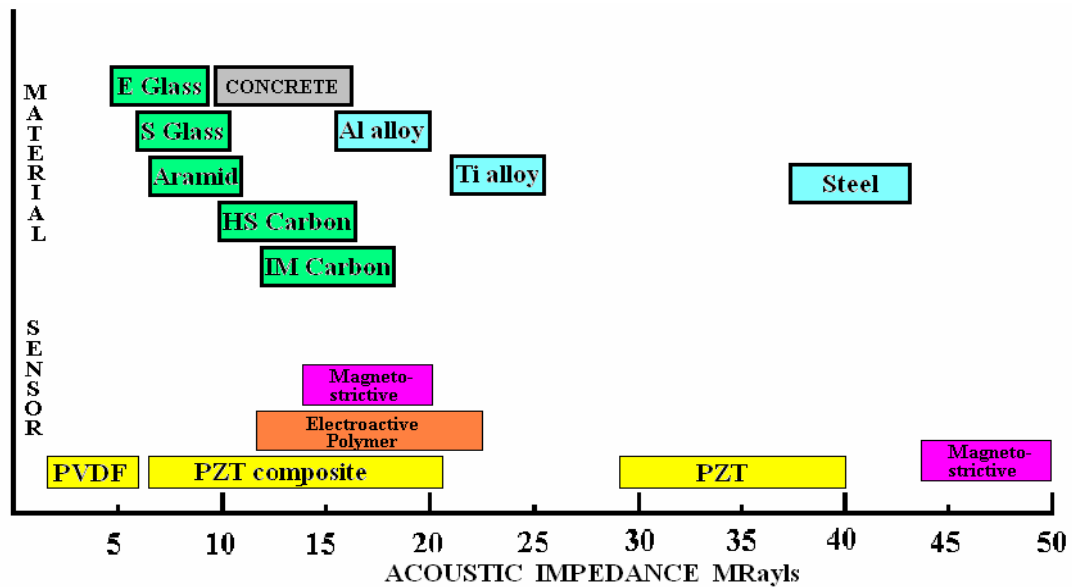 MATERIAL
E Glass
CONCRETE
S Glass
Al alloy
Aramid
Ti alloy
Steel
HS Carbon
IM Carbon
SENSOR
Magneto-
strictive
Electroactive
Polymer
Magneto-
strictive
PVDF
PZT composite
PZT
5 10 15 20 25 30 35 40 45 50
ACOUSTIC IMPEDANCE MRayls